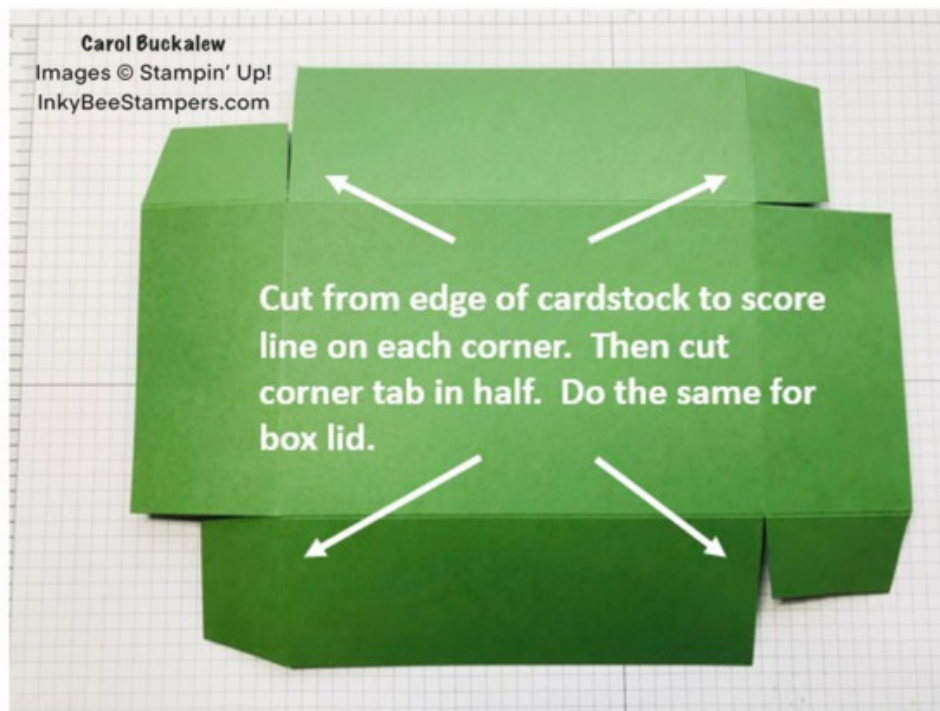 Carol Buckalew
Images © Stampin' Up!
InkyBeeStampers.com
Cut from edge of cardstock to score
line on each corner.  Then cut
corner tab in half.  Do the same for
box lid.